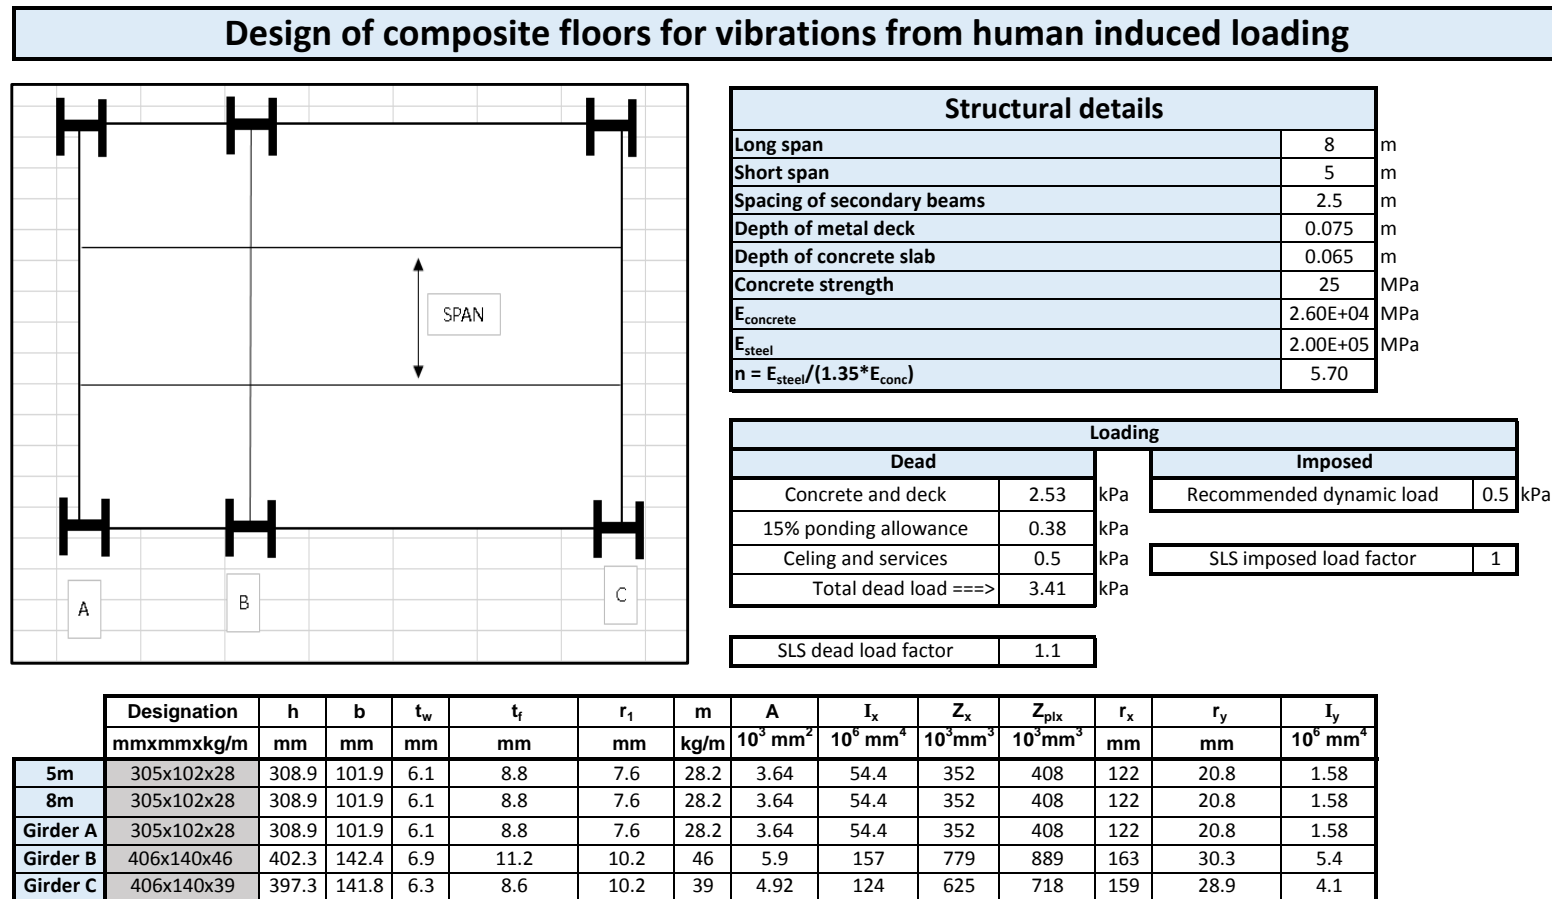 Design of composite floors for vibrations from human induced loading
SPAN
A
B
C
Structural details
Long span 8 m
Short span 5 m
Spacing of secondary beams 2.5 m
Depth of metal deck 0.075 m
Depth of concrete slab 0.065 m
Concrete strength 25 MPa
Econcrete 2.60E+04 MPa
Esteel 2.00E+05 MPa
n = Esteel/(1.35*Econc) 5.70
Loading
Dead Imposed
Concrete and deck 2.53 kPa Recommended dynamic load 0.5 kPa
15% ponding allowance 0.38 kPa
Celing and services 0.5 kPa SLS imposed load factor 1
Total dead load ===> 3.41 kPa
SLS dead load factor 1.1
Designation h b tw tf r1 m A Ix Zx Zplx rx ry Iy
mmxmmxkg/m mm mm mm mm mm kg/m 10³ mm² 10⁶ mm⁴ 10³mm³ 10³mm³ mm mm 10⁶ mm⁴
5m 305x102x28 308.9 101.9 6.1 8.8 7.6 28.2 3.64 54.4 352 408 122 20.8 1.58
8m 305x102x28 308.9 101.9 6.1 8.8 7.6 28.2 3.64 54.4 352 408 122 20.8 1.58
Girder A 305x102x28 308.9 101.9 6.1 8.8 7.6 28.2 3.64 54.4 352 408 122 20.8 1.58
Girder B 406x140x46 402.3 142.4 6.9 11.2 10.2 46 5.9 157 779 889 163 30.3 5.4
Girder C 406x140x39 397.3 141.8 6.3 8.6 10.2 39 4.92 124 625 718 159 28.9 4.1